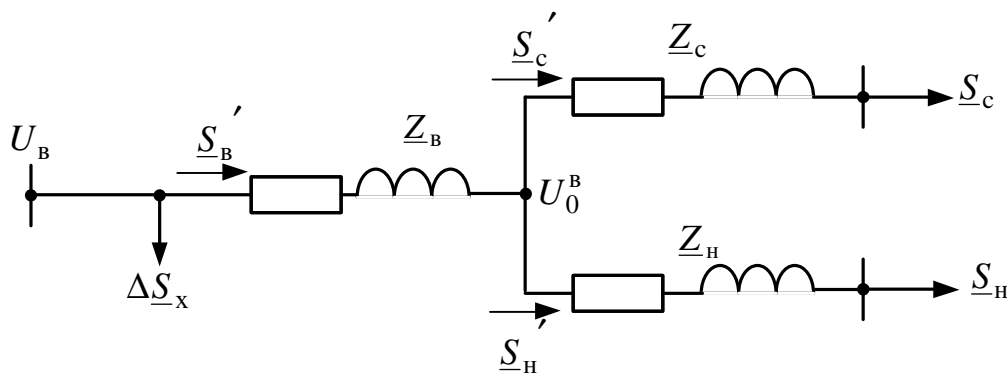 S_с′
Z_с
S_с
U_в
S_в′
Z_в
U_0^в
ΔS_х
S_н′
Z_н
S_н